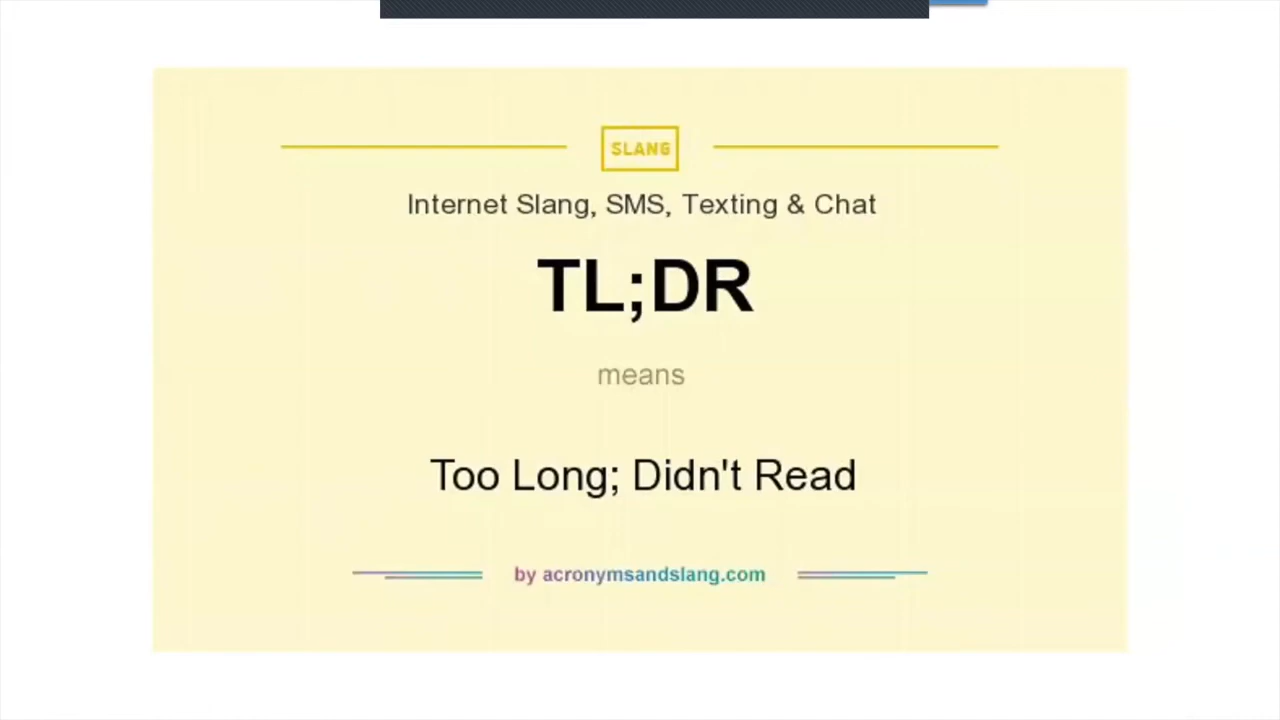 SLANG
Internet Slang, SMS, Texting & Chat
TL;DR
means
Too Long; Didn't Read
by acronymsandslang.com